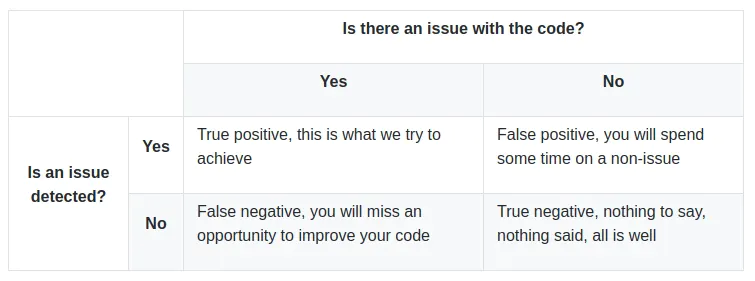 Is there an issue with the code?
Yes
No
Is an issue
detected?
Yes
True positive, this is what we try to
achieve
False positive, you will spend
some time on a non-issue
No
False negative, you will miss an
opportunity to improve your code
True negative, nothing to say,
nothing said, all is well